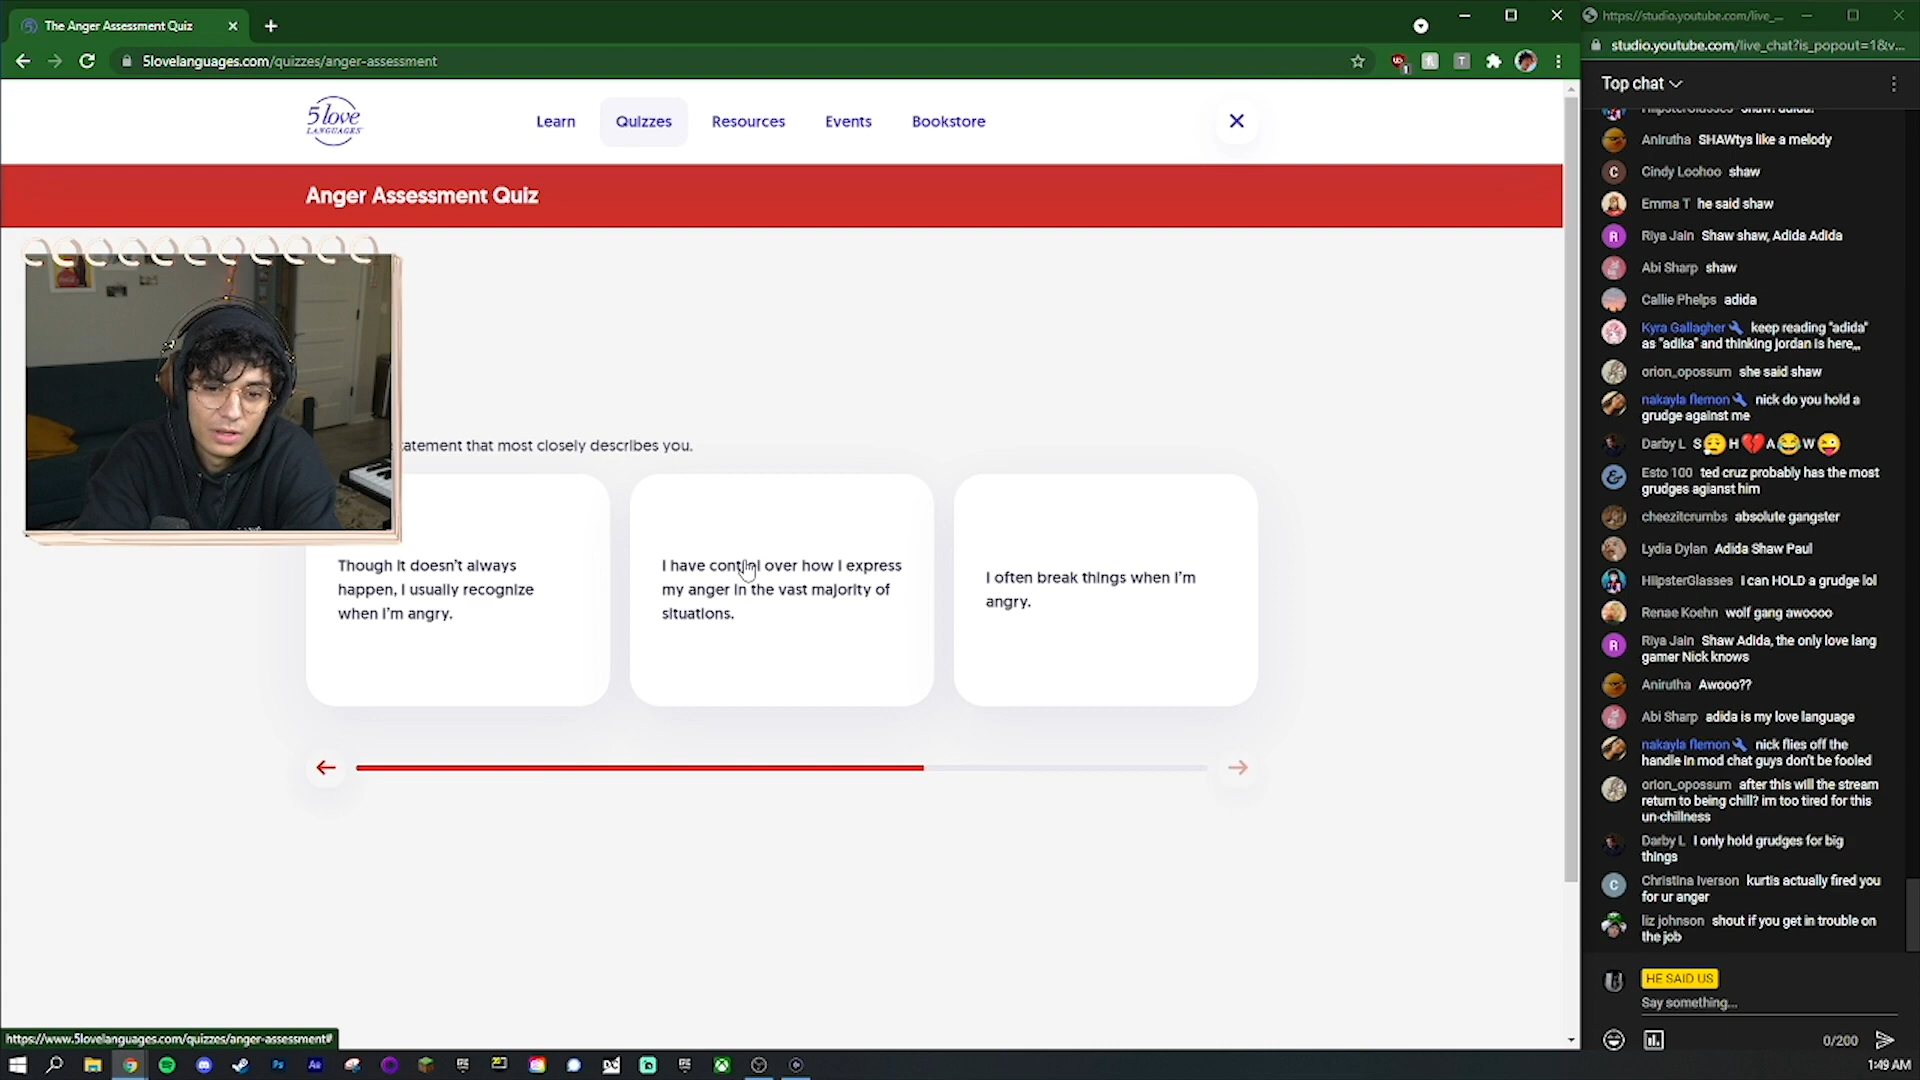 The Anger Assessment Quiz
5lovelanguages.com/quizzes/anger-assessment
5 love
LANGUAGES
Learn
Quizzes
Resources
Events
Bookstore
Anger Assessment Quiz
atement that most closely describes you.
Though it doesn't always
happen, I usually recognize
when I'm angry.
I have control over how I express
my anger in the vast majority of
situations.
I often break things when I'm
angry.
https://www.5lovelanguages.com/quizzes/anger-assessment#
https://studio.youtube.com/live_...
studio.youtube.com/live_chat?is_popout=1&v...
Top chat
HiipsterGlasses shaw! adida!
Anirutha SHAWtys like a melody
Cindy Loohoo shaw
Emma T he said shaw
Riya Jain Shaw shaw, Adida Adida
Abi Sharp shaw
Callie Phelps adida
Kyra Gallagher keep reading "adida"
as "adika" and thinking jordan is here,,,
orion_opossum she said shaw
nakayla flemon nick do you hold a
grudge against me
Darby L S😮‍💨H💔A😂W😜
Esto 100 ted cruz probably has the most
grudges agianst him
cheezitcrumbs absolute gangster
Lydia Dylan Adida Shaw Paul
HiipsterGlasses I can HOLD a grudge lol
Renae Koehn wolf gang awoooo
Riya Jain Shaw Adida, the only love lang
gamer Nick knows
Anirutha Awooo??
Abi Sharp adida is my love language
nakayla flemon nick flies off the
handle in mod chat guys don't be fooled
orion_opossum after this will the stream
return to being chill? im too tired for this
un-chillness
Darby L I only hold grudges for big
things
Christina Iverson kurtis actually fired you
for ur anger
liz johnson shout if you get in trouble on
the job
HE SAID US
Say something...
0/200
1:49 AM